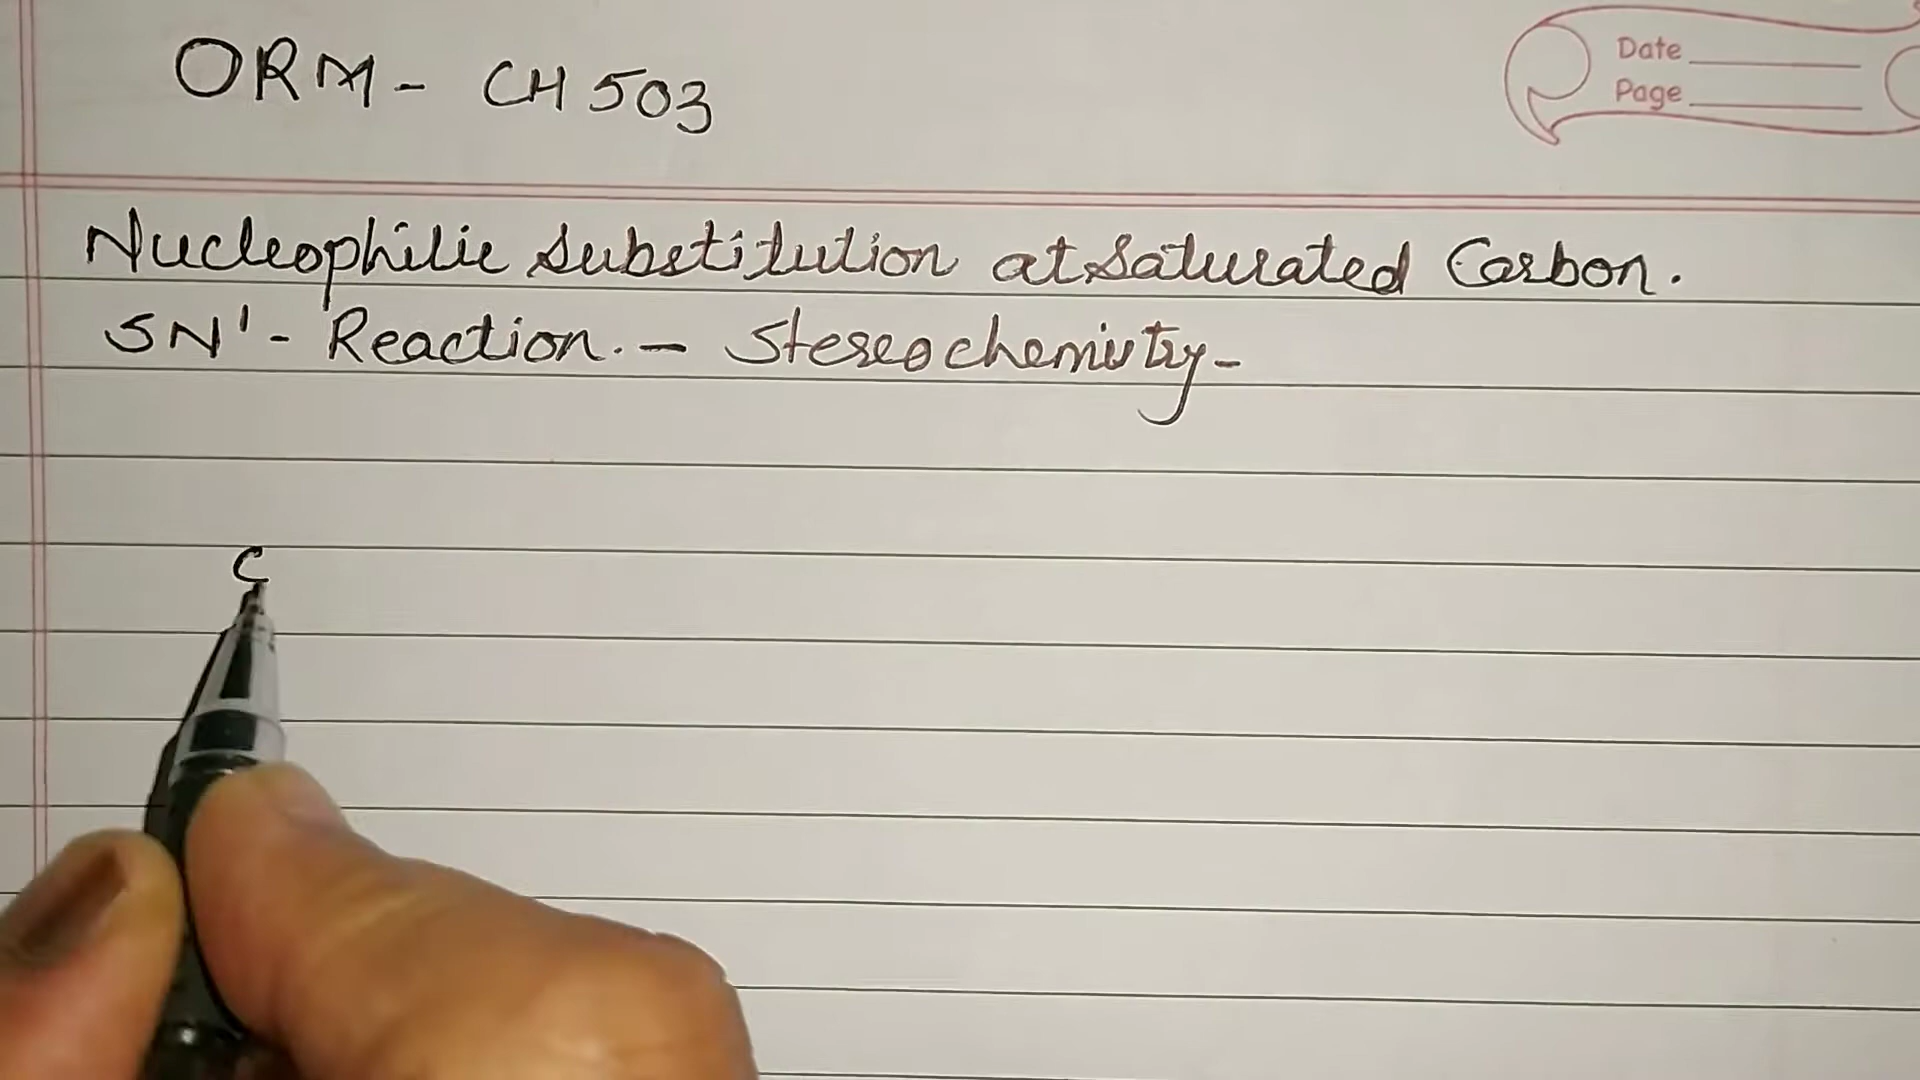 ORM - CH 503
Date
Page
Nucleophilic Substitution at Saturated Carbon.
SN' - Reaction. - Stereochemistry -
C